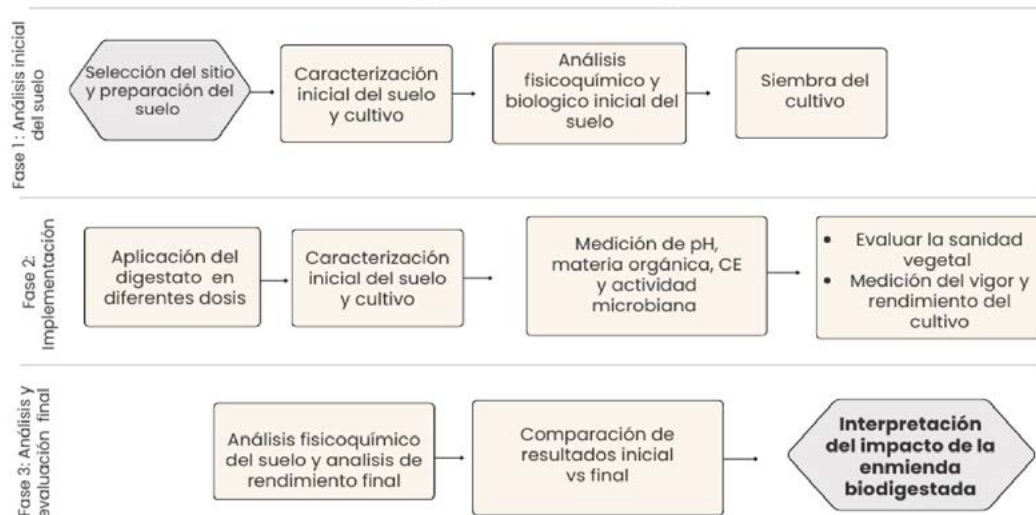 Fase 1 : Análisis inicial
del suelo
Selección del sitio
y preparación del
suelo
Caracterización
inicial del suelo
y cultivo
Análisis
fisicoquímico y
biologico inicial del
suelo
Siembra del
cultivo
Fase 2:
Implementación
Aplicación del
digestato en
diferentes dosis
Caracterización
inicial del suelo
y cultivo
Medición de pH,
materia orgánica, CE
y actividad
microbiana
• Evaluar la sanidad
vegetal
• Medición del vigor y
rendimiento del
cultivo
Fase 3: Análisis y
evaluación final
Análisis fisicoquímico
del suelo y analisis de
rendimiento final
Comparación de
resultados inicial
vs final
Interpretación
del impacto de la
enmienda
biodigestada